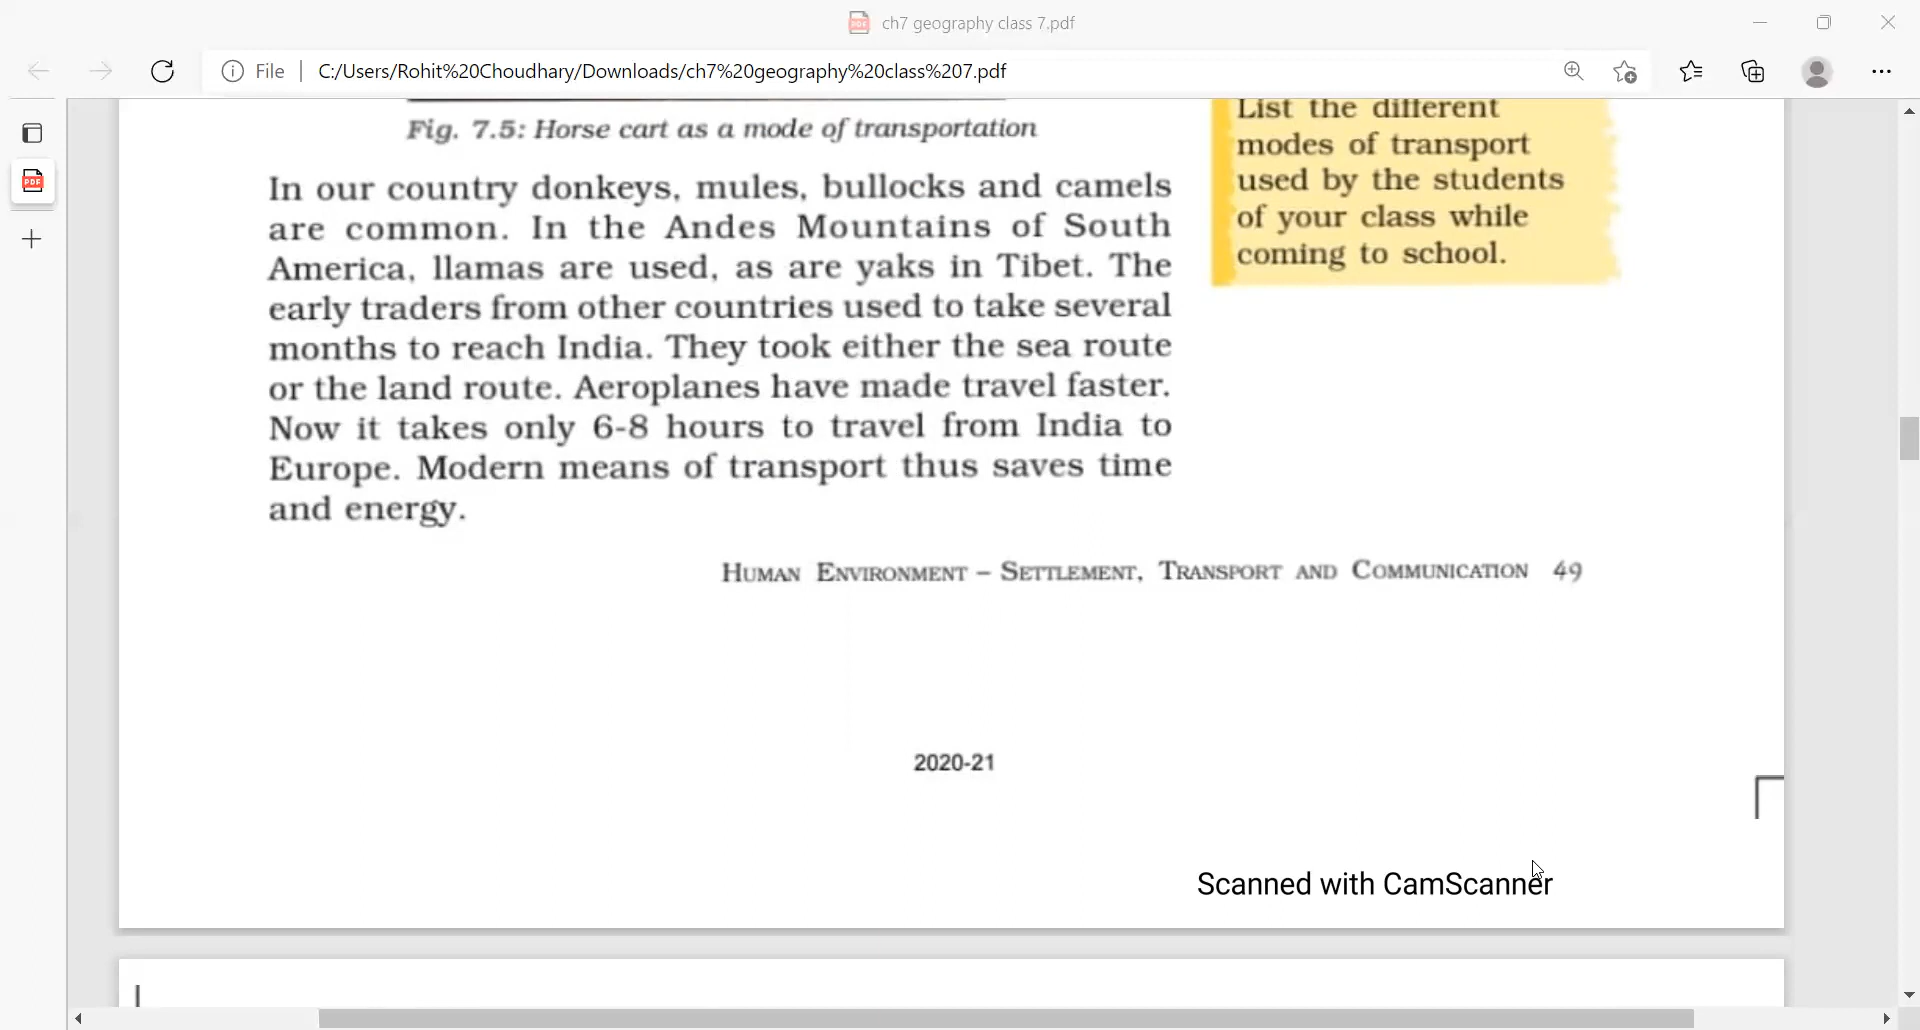 ch7 geography class 7.pdf
File | C:/Users/Rohit%20Choudhary/Downloads/ch7%20geography%20class%207.pdf
Fig. 7.5: Horse cart as a mode of transportation
In our country donkeys, mules, bullocks and camels
are common. In the Andes Mountains of South
America, llamas are used, as are yaks in Tibet. The
early traders from other countries used to take several
months to reach India. They took either the sea route
or the land route. Aeroplanes have made travel faster.
Now it takes only 6-8 hours to travel from India to
Europe. Modern means of transport thus saves time
and energy.
List the different
modes of transport
used by the students
of your class while
coming to school.
HUMAN ENVIRONMENT – SETTLEMENT, TRANSPORT AND COMMUNICATION 49
2020-21
Scanned with CamScanner